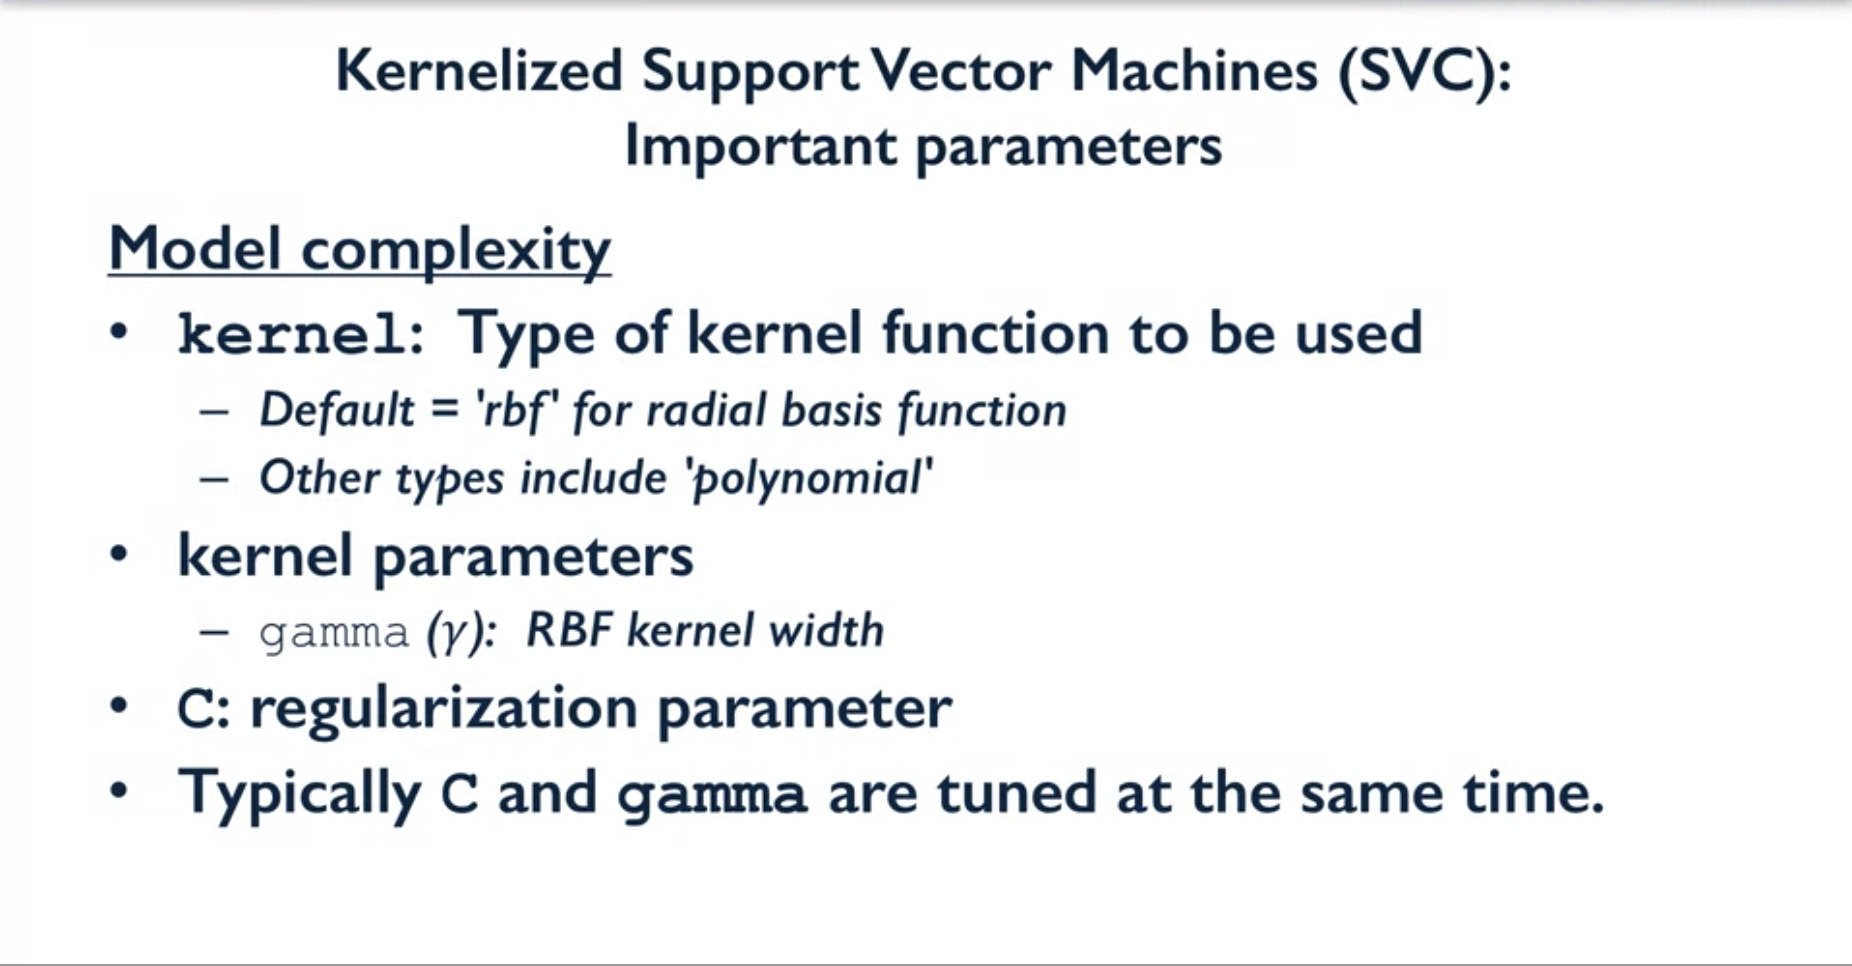 Kernelized Support Vector Machines (SVC):
Important parameters
Model complexity
• kernel: Type of kernel function to be used
– Default = 'rbf' for radial basis function
– Other types include 'polynomial'
• kernel parameters
– gamma (γ): RBF kernel width
• C: regularization parameter
• Typically C and gamma are tuned at the same time.